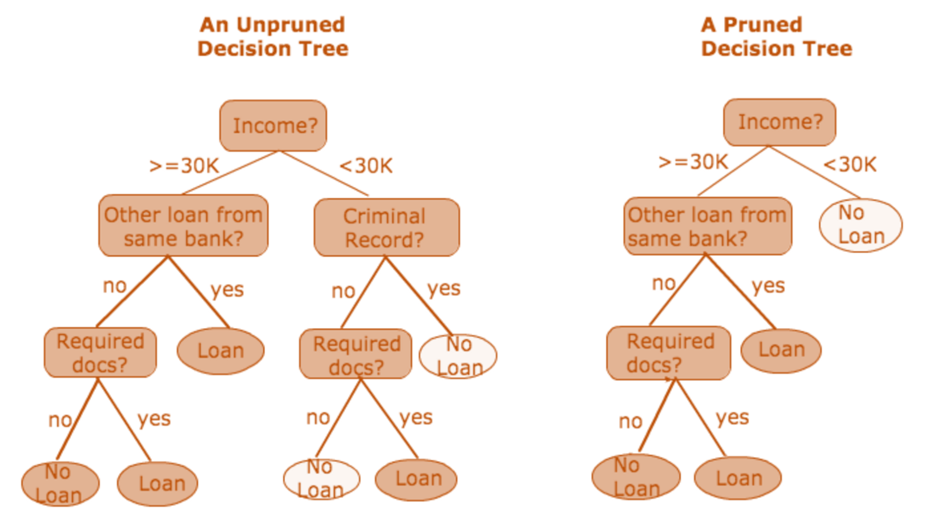 An Unpruned
Decision Tree
Income?
>=30K
<30K
Other loan from
same bank?
Criminal
Record?
no
yes
no
yes
Required
docs?
Loan
Required
docs?
No
Loan
no
yes
no
yes
No
Loan
Loan
No
Loan
Loan
A Pruned
Decision Tree
Income?
>=30K
<30K
Other loan from
same bank?
No
Loan
no
yes
Required
docs?
Loan
no
yes
No
Loan
Loan